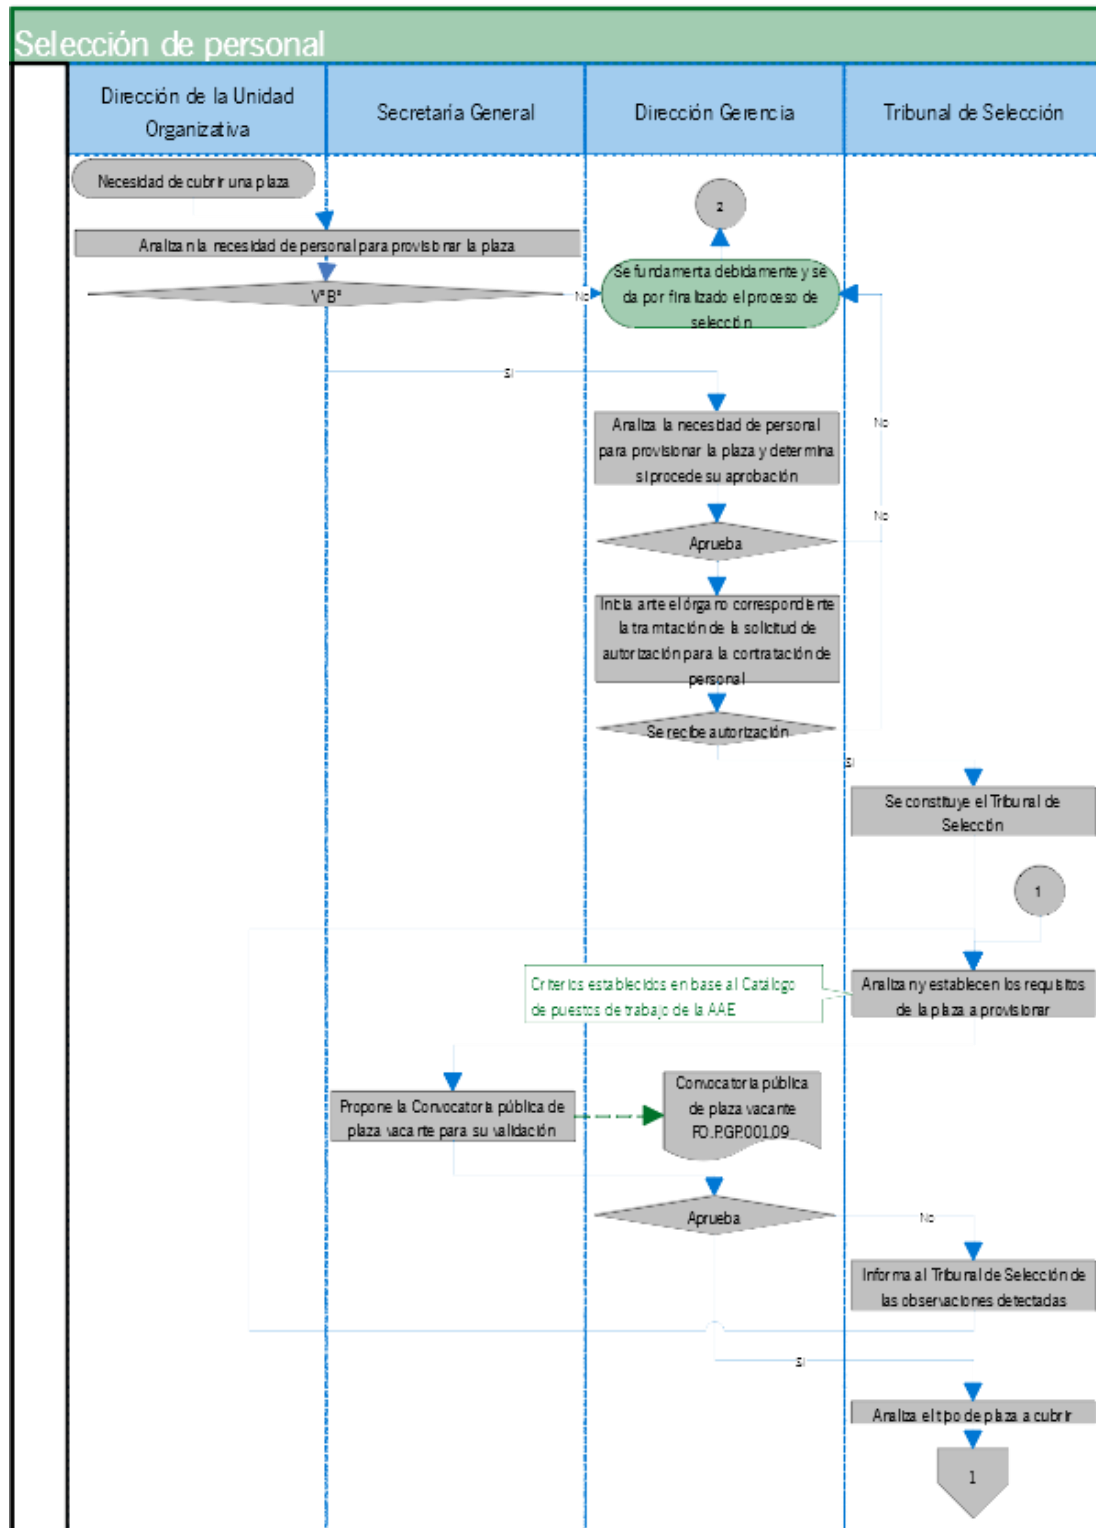 Selección de personal
Dirección de la Unidad
Organizativa
Secretaría General
Dirección Gerencia
Tribunal de Selección
Necesidad de cubrir una plaza
2
Analizan la necesidad de personal para provisionar la plaza
Se fundamenta debidamente y se
da por finalizado el proceso de
selección
VºBº
No
SI
Analiza la necesidad de personal
para provisionar la plaza y determina
si procede su aprobación
No
No
Aprueba
Inicia ante el órgano correspondiente
la tramitación de la solicitud de
autorización para la contratación de
personal
Se recibe autorización
SI
Se constituye el Tribunal de
Selección
1
Criterios establecidos en base al Catálogo
de puestos de trabajo de la AAE
Analizan y establecen los requisitos
de la plaza a provisionar
Propone la Convocatoria pública de
plaza vacante para su validación
Convocatoria pública
de plaza vacante
FO.P.GP.001.09
Aprueba
No
Informa al Tribunal de Selección de
las observaciones detectadas
SI
Analiza el tipo de plaza a cubrir
1